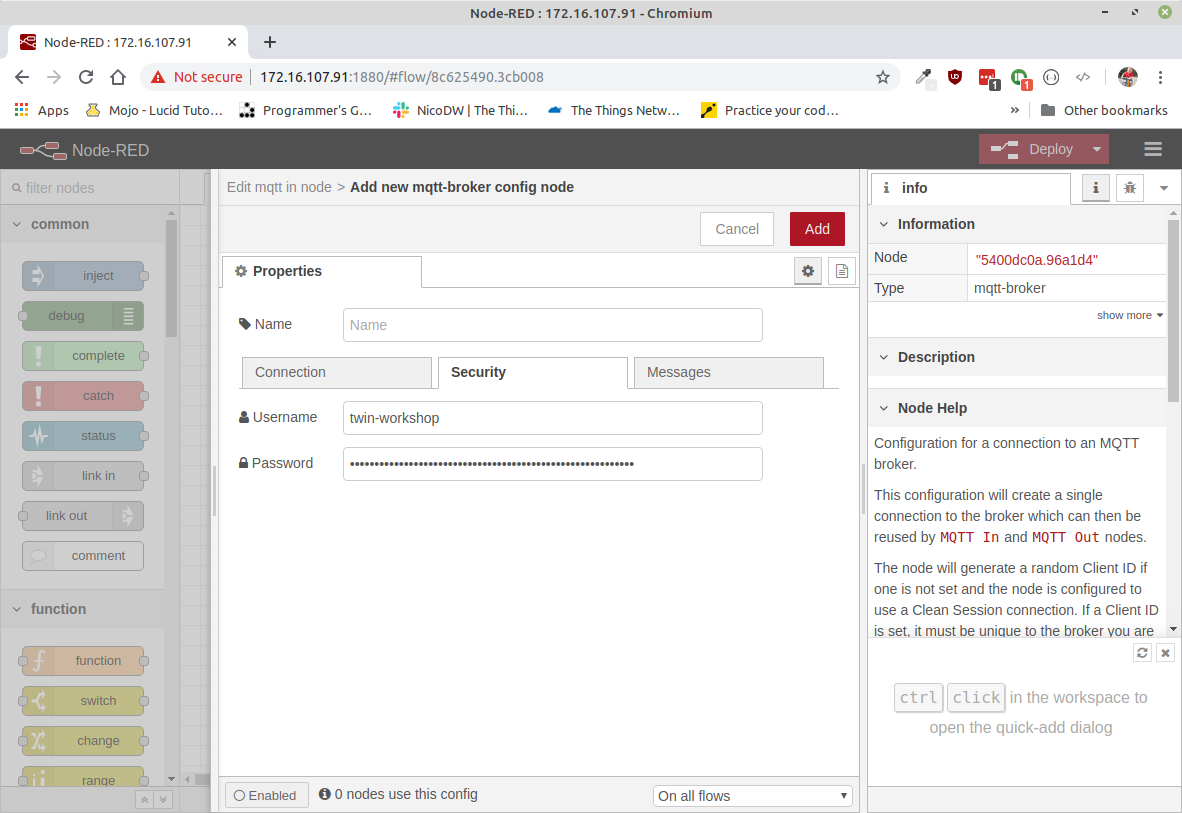 Node-RED : 172.16.107.91 - Chromium
Node-RED : 172.16.107.91
Not secure | 172.16.107.91:1880/#flow/8c625490.3cb008
1
1
Apps
Mojo - Lucid Tuto...
Programmer's G...
NicoDW | The Thi...
The Things Netw...
Practice your cod...
Other bookmarks
Node-RED
Deploy
filter nodes
common
inject
debug
complete
catch
status
link in
link out
comment
function
function
switch
change
range
Edit mqtt in node > Add new mqtt-broker config node
Cancel
Add
Properties
Name
Name
Connection
Security
Messages
Username
twin-workshop
Password
••••••••••••••••••••••••••••••••••••••••••••••••••••••••••
Enabled
0 nodes use this config
On all flows
info
Information
Node
"5400dc0a.96a1d4"
Type
mqtt-broker
show more
Description
Node Help
Configuration for a connection to an MQTT
broker.
This configuration will create a single
connection to the broker which can then be
reused by MQTT In and MQTT Out nodes.
The node will generate a random Client ID if
one is not set and the node is configured to
use a Clean Session connection. If a Client ID
is set, it must be unique to the broker you are
ctrl click in the workspace to
open the quick-add dialog